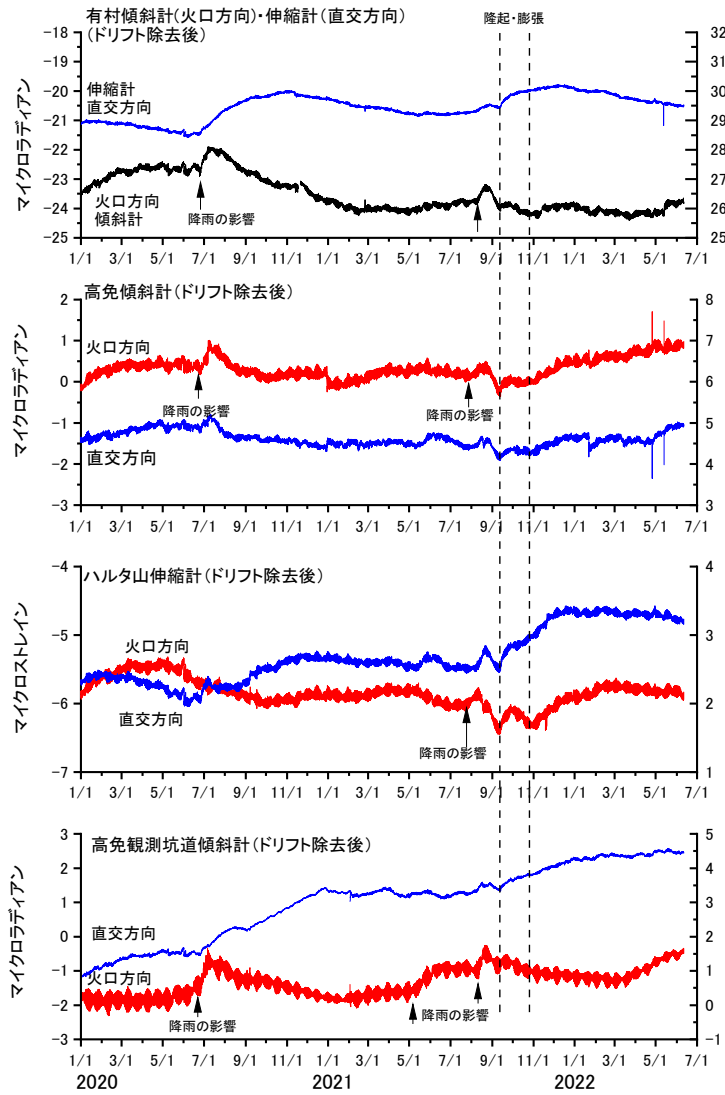 有村傾斜計(火口方向)・伸縮計(直交方向)
(ドリフト除去後)
隆起・膨張
-18
-19
-20
-21
-22
-23
-24
-25
マイクロラディアン
32
31
30
29
28
27
26
25
伸縮計
直交方向
火口方向
傾斜計
降雨の影響
1/1 3/1 5/1 7/1 9/1 11/1 1/1 3/1 5/1 7/1 9/1 11/1 1/1 3/1 5/1 7/1
高免傾斜計(ドリフト除去後)
2
1
0
-1
-2
-3
マイクロラディアン
8
7
6
5
4
3
火口方向
降雨の影響
降雨の影響
直交方向
1/1 3/1 5/1 7/1 9/1 11/1 1/1 3/1 5/1 7/1 9/1 11/1 1/1 3/1 5/1 7/1
ハルタ山伸縮計(ドリフト除去後)
-4
-5
-6
-7
マイクロストレイン
4
3
2
1
火口方向
直交方向
降雨の影響
1/1 3/1 5/1 7/1 9/1 11/1 1/1 3/1 5/1 7/1 9/1 11/1 1/1 3/1 5/1 7/1
高免観測坑道傾斜計(ドリフト除去後)
3
2
1
0
-1
-2
-3
マイクロラディアン
5
4
3
2
1
0
-1
直交方向
火口方向
降雨の影響
降雨の影響
1/1 3/1 5/1 7/1 9/1 11/1 1/1 3/1 5/1 7/1 9/1 11/1 1/1 3/1 5/1 7/1
2020 2021 2022